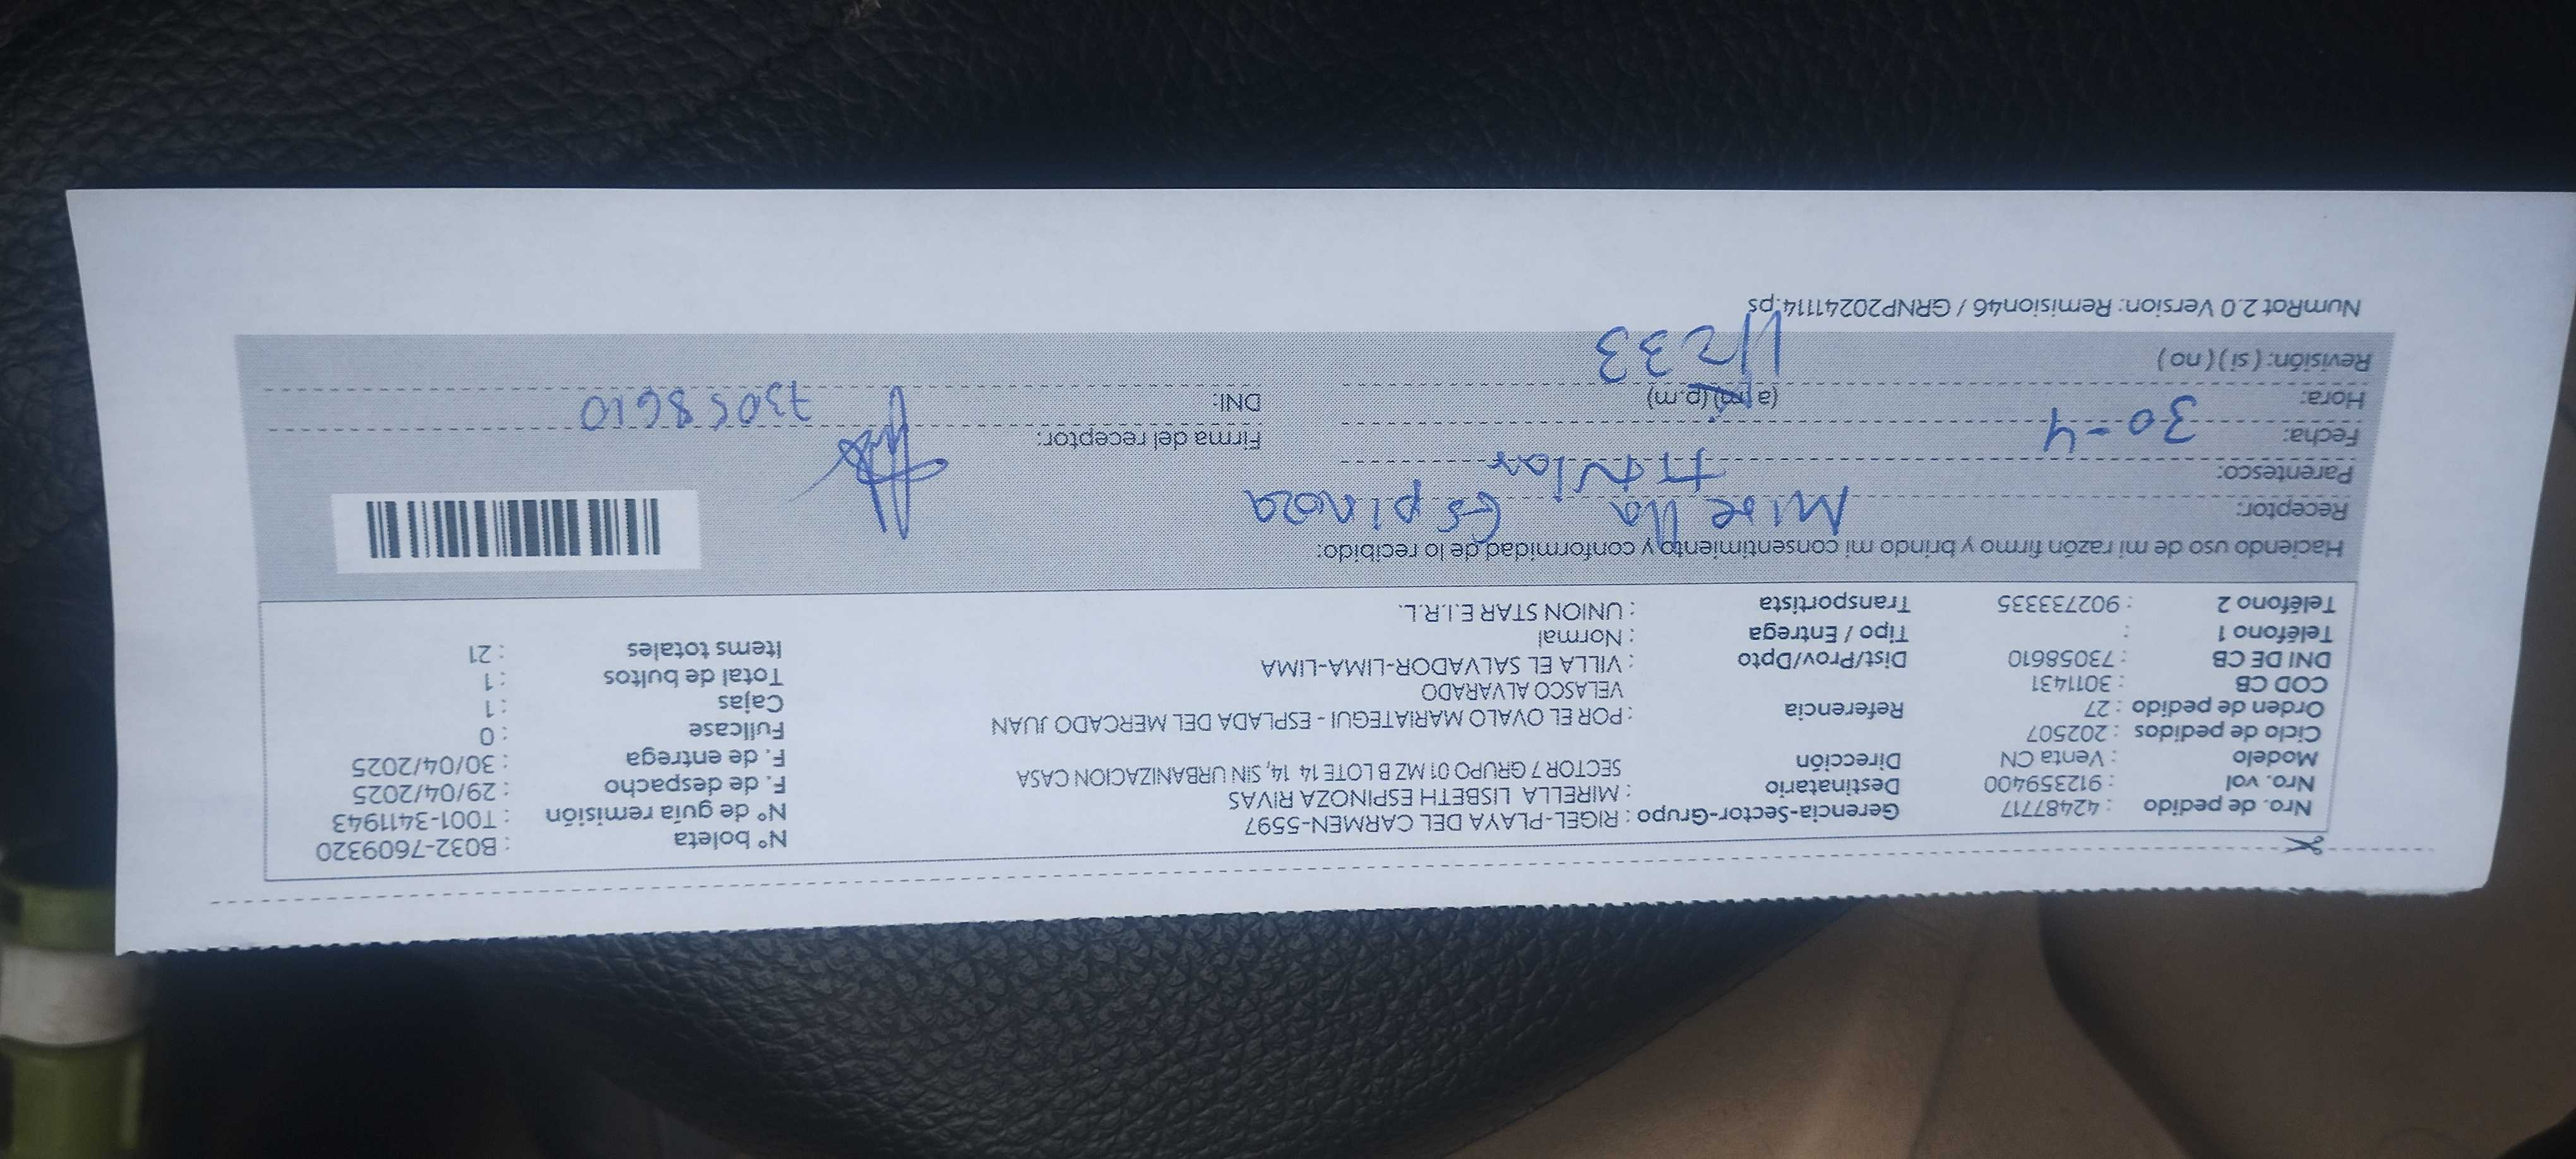 Nro. de pedido : 42487717
Nro. vol : 9123559400
Modelo : Venta CN
Ciclo de pedidos : 202507
Orden de pedido : 27
COD CB : 3011431
DNI DE CB : 73058610
Teléfono 1 :
Teléfono 2 : 902733335
Gerencia-Sector-Grupo : RIGEL-PLAYA DEL CARMEN-5597
Destinatario : MIRELLA LISBETH ESPINOZA RIVAS
Dirección SECTOR 7 GRUPO 01 MZ B LOTE 14 14, SIN URBANIZACION CASA
Referencia : POR EL OVALO MARIATEGUI - ESPLADA DEL MERCADO JUAN
VELASCO ALVARADO
Dist/Prov/Dpto : VILLA EL SALVADOR-LIMA-LIMA
Tipo / Entrega : Normal
Transportista : UNION STAR E.I.R.L.
N° boleta : B032-7609320
N° de guía remisión : T001-3411943
F. de despacho : 29/04/2025
F. de entrega : 30/04/2025
Fullcase : 0
Cajas : 1
Total de bultos : 1
Items totales : 21
Haciendo uso de mi razón firmo y brindo mi consentimiento y conformidad de lo recibido:
Receptor: Mirella Espinoza
Parentesco: titular
Fecha: 30-4
Firma del receptor:
Hora: (a.m) (p.m)
DNI: 73058610
Revisión: ( si ) ( no )
NumRot 2.0 Version: Remision46 / GRNP20241114.ps